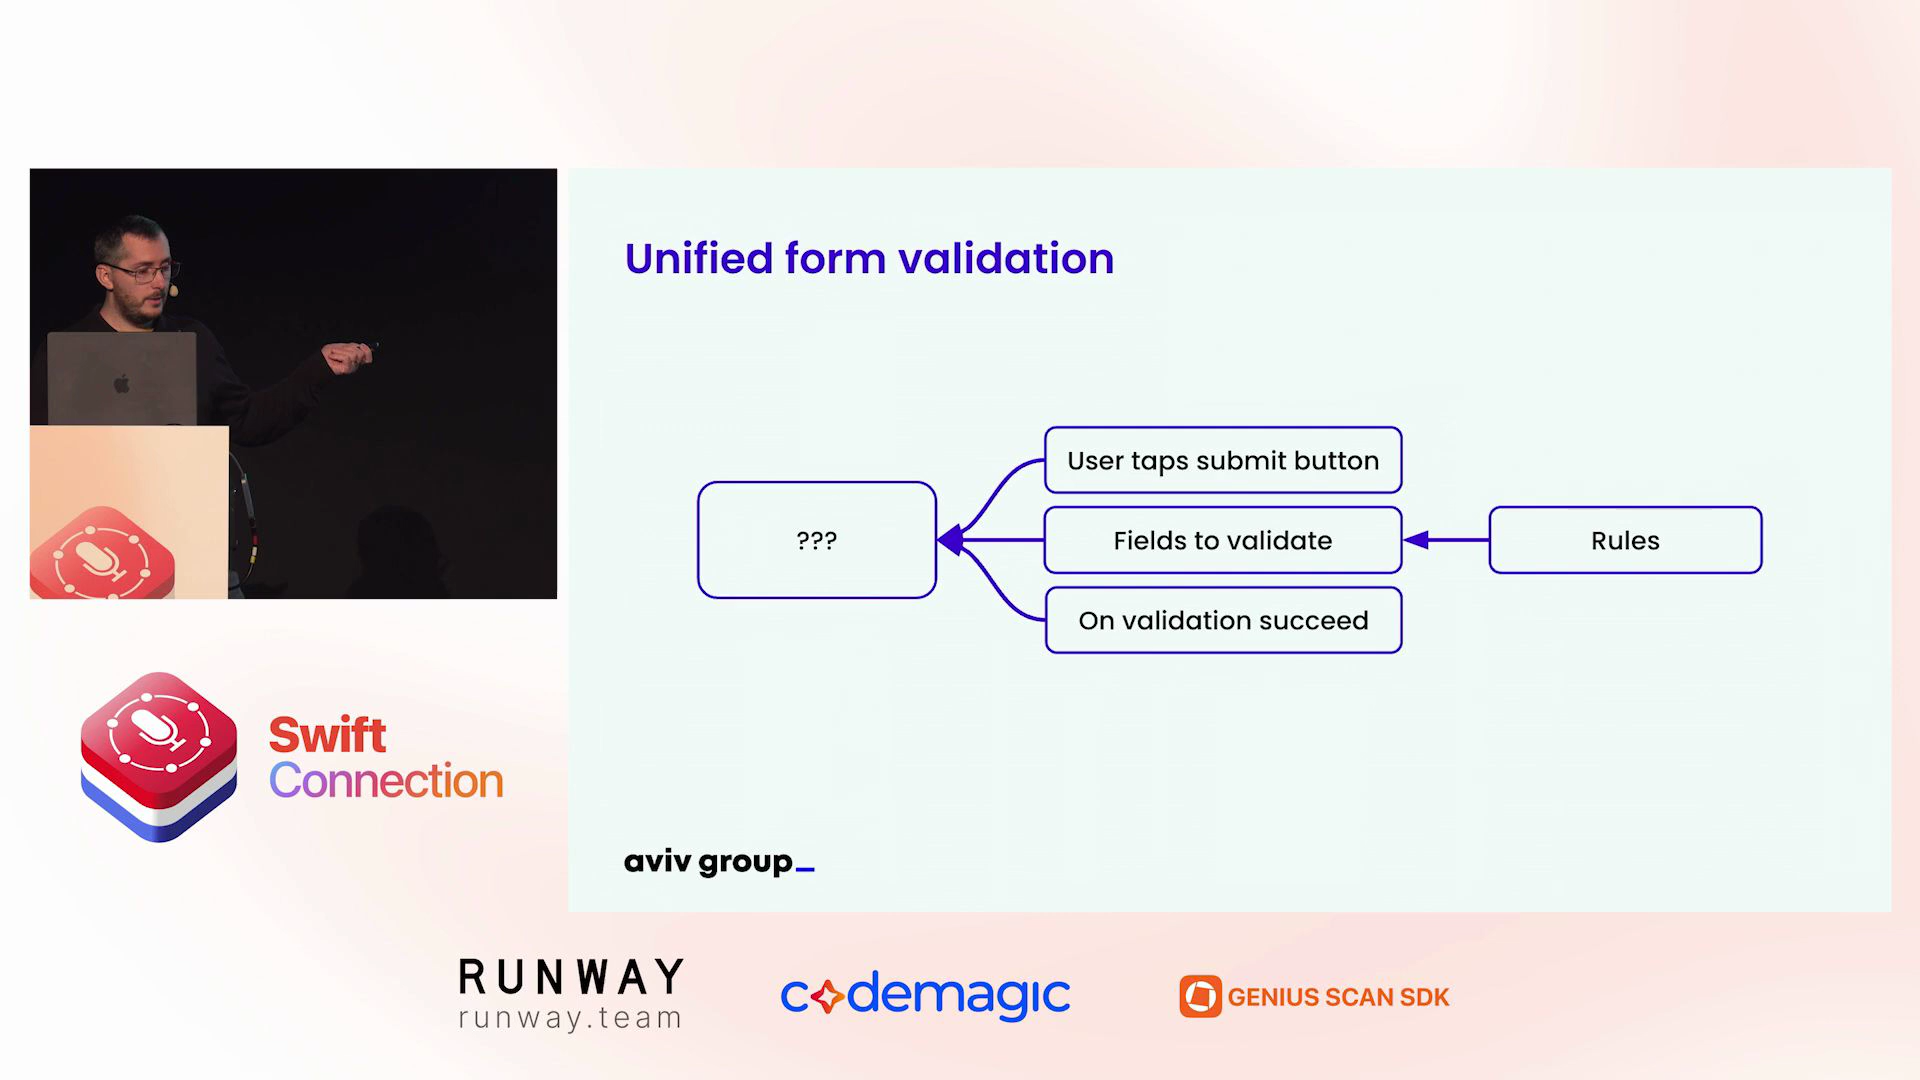 Unified form validation
User taps submit button
???
Fields to validate
Rules
On validation succeed
aviv group_
Swift
Connection
RUNWAY
runway.team
codemagic
GENIUS SCAN SDK